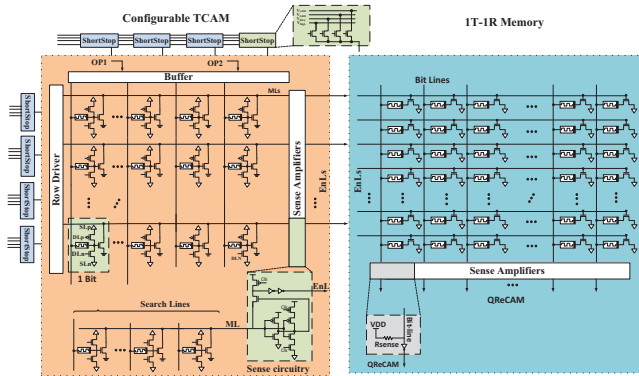 Configurable TCAM
1T-1R Memory
ShortStop
ShortStop
ShortStop
ShortStop
OP1
OP2
Buffer
MLs
Bit Lines
ShortStop
ShortStop
ShortStop
ShortStop
Row Driver
Sense Amplifiers
EnLs
EnLs
SLp
DLp
DLn
SLn
DLN
1 Bit
Sense Amplifiers
QReCAM
EnL
Search Lines
ML
Sense circuitry
VDD
Rsense
Bit-line
QReCAM